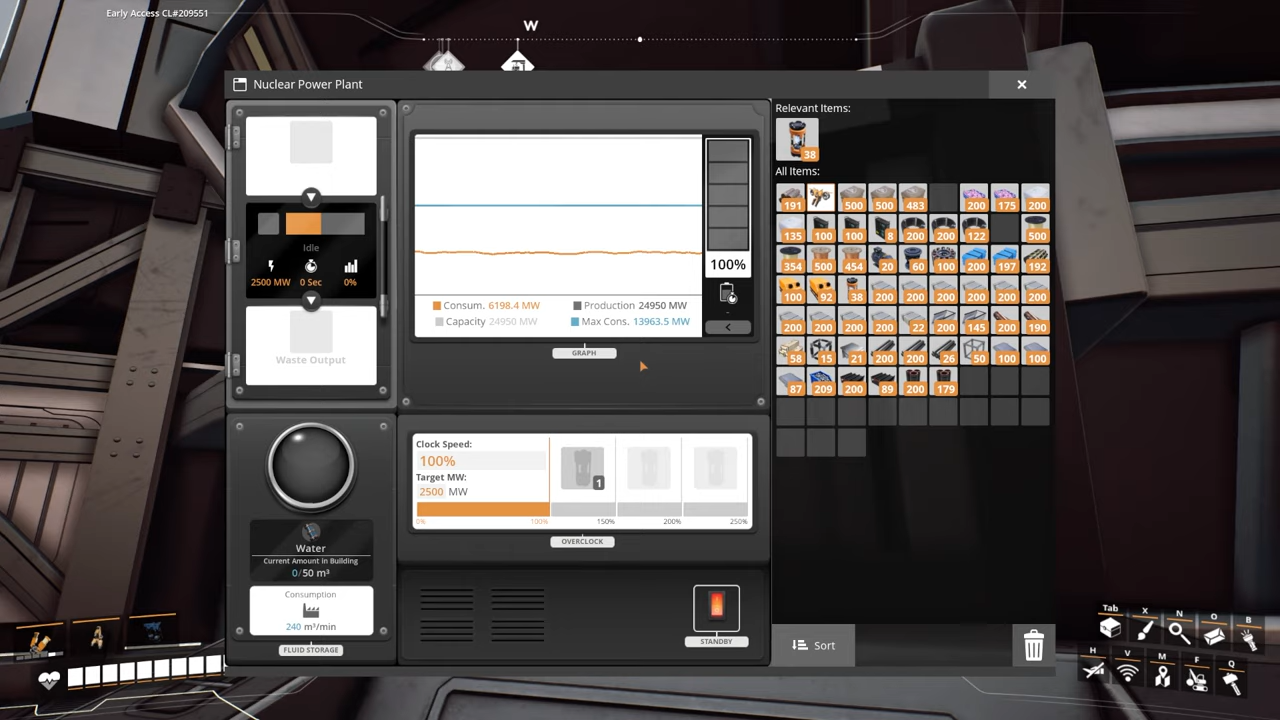 Early Access CL#209551
W
Nuclear Power Plant
Idle
2500 MW 0 Sec 0%
Waste Output
100%
Consum. 6198.4 MW Production 24950 MW
Capacity 24950 MW Max Cons. 13963.5 MW
GRAPH
Relevant Items:
38
All Items:
191 500 500 483 200 175 200
135 100 100 8 200 200 122 500
354 500 454 20 60 100 200 197 192
100 92 38 200 200 200 200 200 200
200 200 200 200 22 200 145 200 190
58 15 21 200 200 26 50 100 100
87 209 200 89 200 179
Clock Speed:
100%
Target MW:
2500 MW
1
0% 100% 150% 200% 250%
OVERCLOCK
Water
Current Amount in Building
0/50 m³
Consumption
240 m³/min
FLUID STORAGE
STANDBY
Sort
Tab X N O B
H V M F Q